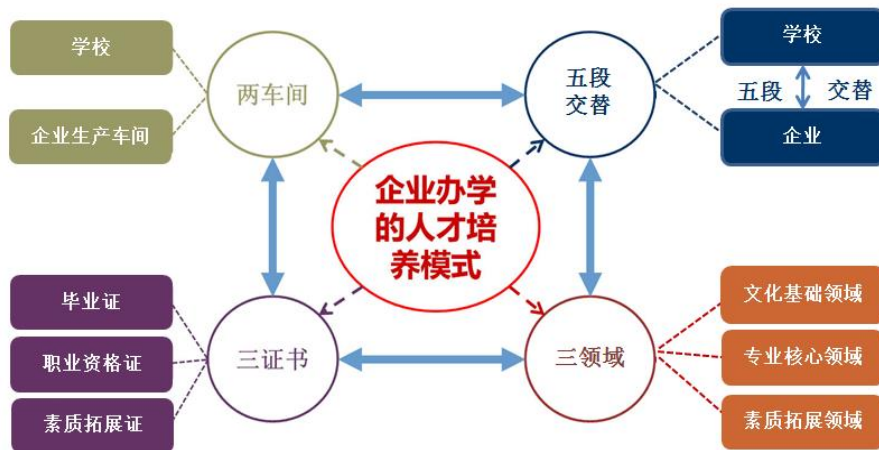 学校
企业生产车间
两车间
五段
交替
学校
五段 交替
企业
企业办学
的人才培
养模式
毕业证
职业资格证
素质拓展证
三证书
三领域
文化基础领域
专业核心领域
素质拓展领域